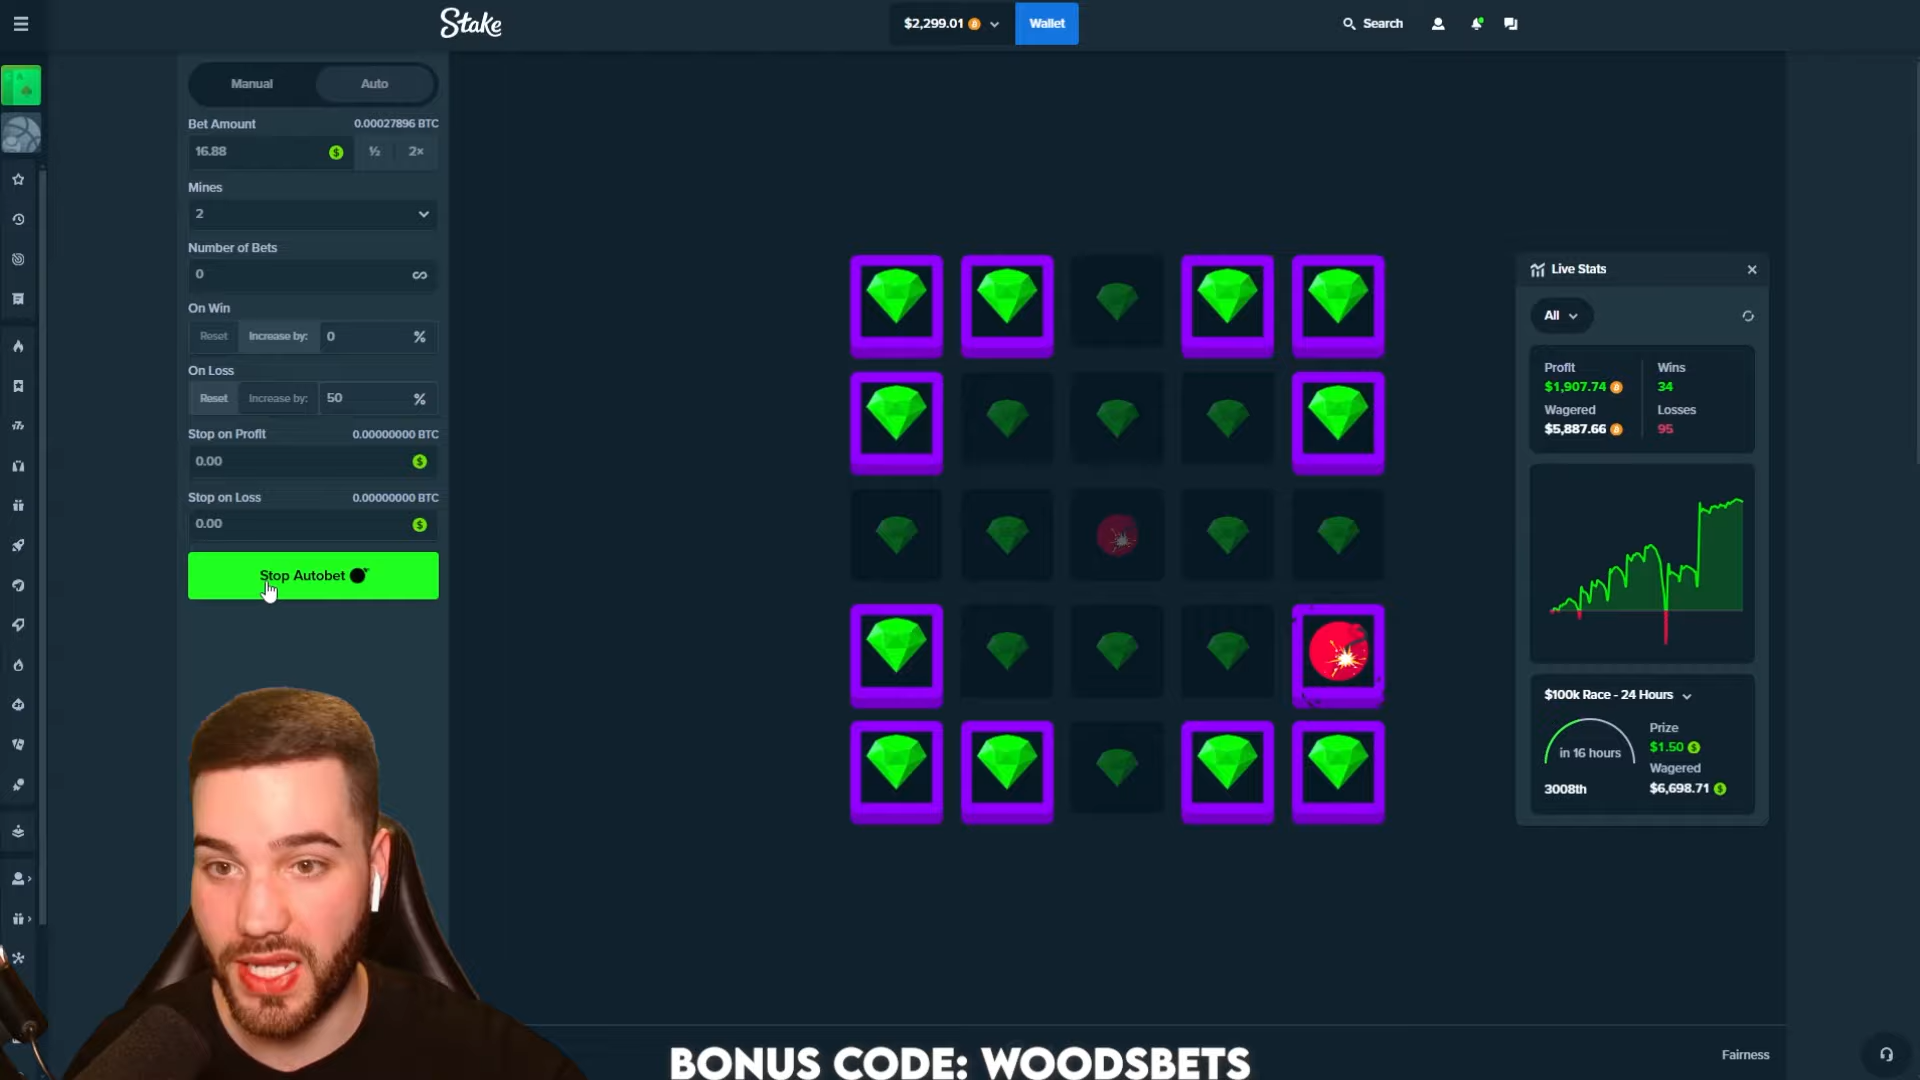 Stake
$2,299.01
Wallet
Search
Manual
Auto
Bet Amount
0.00027896 BTC
16.88
½
2×
Mines
2
Number of Bets
0
On Win
Reset
Increase by:
0
%
On Loss
Reset
Increase by:
50
%
Stop on Profit
0.00000000 BTC
0.00
Stop on Loss
0.00000000 BTC
0.00
Stop Autobet
Live Stats
All
Profit
Wins
$1,907.74
34
Wagered
Losses
$5,887.66
95
$100k Race - 24 Hours
in 16 hours
Prize
$1.50
Wagered
3008th
$6,698.71
BONUS CODE: WOODSBETS
Fairness